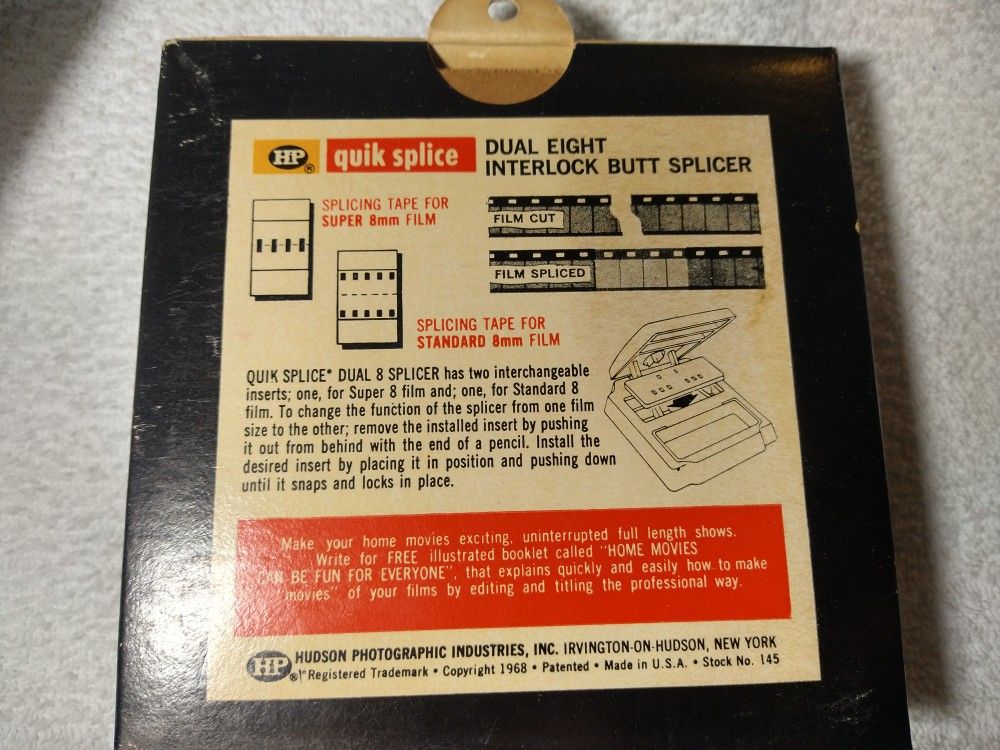 HP® quik splice DUAL EIGHT
INTERLOCK BUTT SPLICER
SPLICING TAPE FOR
SUPER 8mm FILM
FILM CUT
FILM SPLICED
SPLICING TAPE FOR
STANDARD 8mm FILM
QUIK SPLICE* DUAL 8 SPLICER has two interchangeable
inserts; one, for Super 8 film and; one, for Standard 8
film. To change the function of the splicer from one film
size to the other; remove the installed insert by pushing
it out from behind with the end of a pencil. Install the
desired insert by placing it in position and pushing down
until it snaps and locks in place.
Make your home movies exciting, uninterrupted full length shows.
Write for FREE illustrated booklet called "HOME MOVIES
CAN BE FUN FOR EVERYONE", that explains quickly and easily how to make
"movies" of your films by editing and titling the professional way.
HP® HUDSON PHOTOGRAPHIC INDUSTRIES, INC. IRVINGTON-ON-HUDSON, NEW YORK
*Registered Trademark • Copyright 1968 • Patented • Made in U.S.A. • Stock No. 145